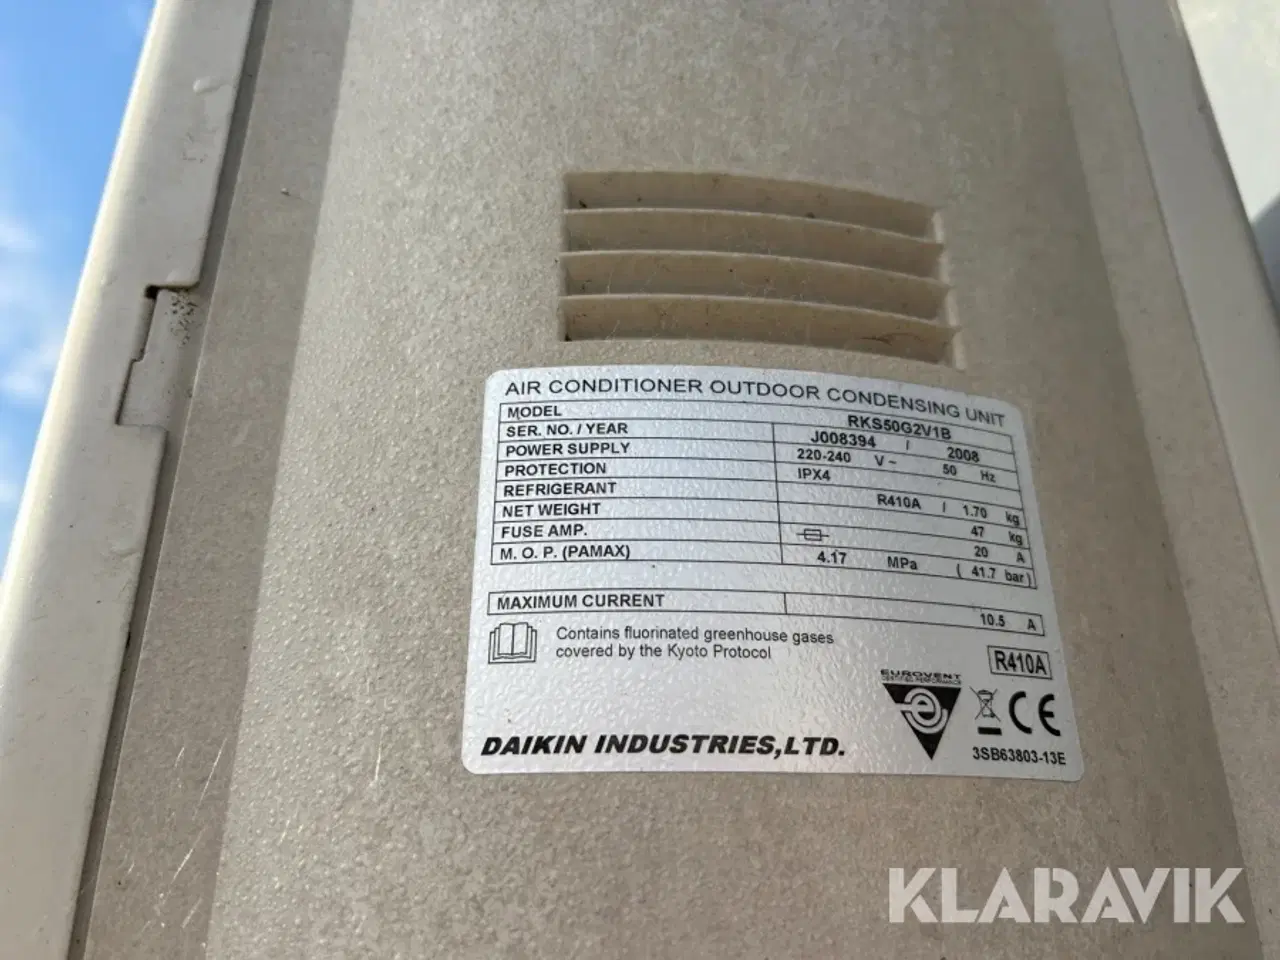 AIR CONDITIONER OUTDOOR CONDENSING UNIT
MODEL RKS50G2V1B
SER. NO. / YEAR J008394 / 2008
POWER SUPPLY 220-240 V~ 50 Hz
PROTECTION IPX4
REFRIGERANT R410A / 1.70 kg
NET WEIGHT 47 kg
FUSE AMP. 20 A
M. O. P. (PAMAX) 4.17 MPa ( 41.7 bar)
MAXIMUM CURRENT 10.5 A
Contains fluorinated greenhouse gases
covered by the Kyoto Protocol
R410A
EUROVENT
CERTIFIED PERFORMANCE
CE
DAIKIN INDUSTRIES,LTD.
3SB63803-13E
KLARAVIK